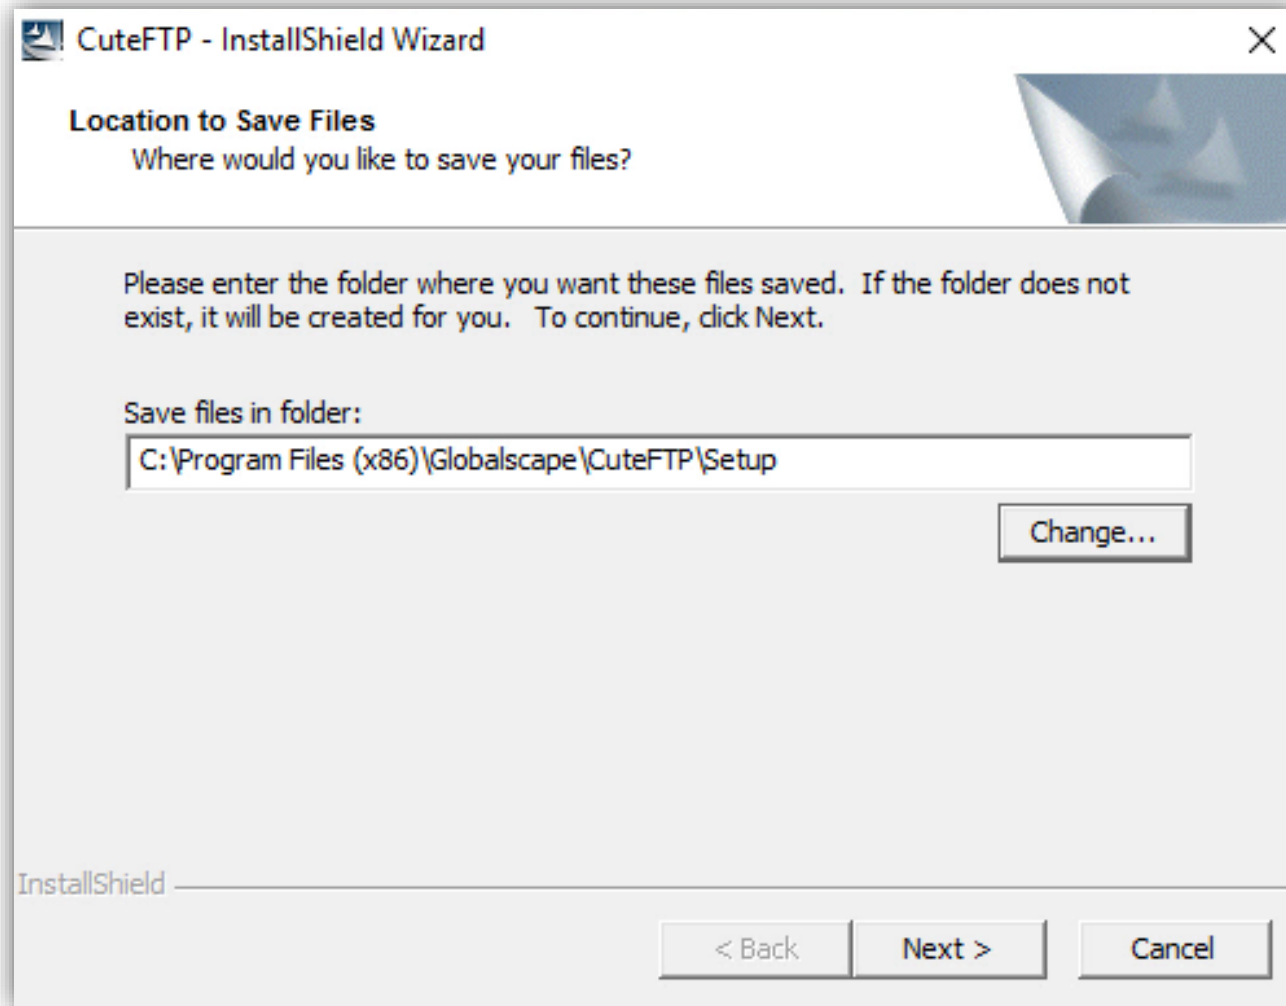 CuteFTP - InstallShield Wizard
Location to Save Files
Where would you like to save your files?
Please enter the folder where you want these files saved.  If the folder does not
exist, it will be created for you.   To continue, click Next.
Save files in folder:
C:\Program Files (x86)\Globalscape\CuteFTP\Setup
Change...
InstallShield
< Back
Next >
Cancel